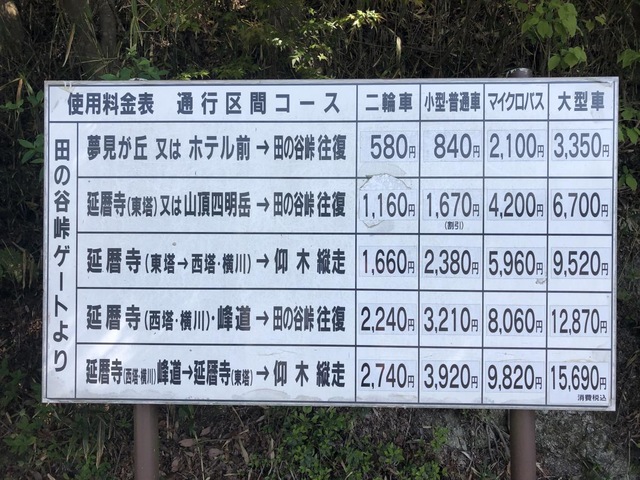 使用料金表 通行区間コース 二輪車 小型・普通車 マイクロバス 大型車
田の谷峠ゲートより
夢見が丘 又は ホテル前→田の谷峠 往復 580円 840円 2,100円 3,350円
延暦寺(東塔)又は山頂四明岳→田の谷峠 往復 1,160円 1,670円 4,200円 6,700円
(割引)
延暦寺(東塔→西塔・横川)→仰木 縦走 1,660円 2,380円 5,960円 9,520円
延暦寺(西塔・横川)・峰道→田の谷峠 往復 2,240円 3,210円 8,060円 12,870円
延暦寺(西塔・横川)峰道→延暦寺(東塔)→仰木 縦走 2,740円 3,920円 9,820円 15,690円
消費税込